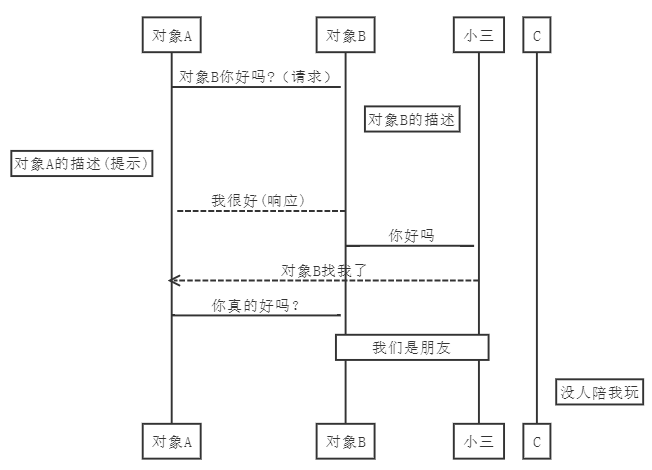 对象A
对象B
小三
C
对象B你好吗?（请求）
对象B的描述
对象A的描述(提示)
我很好(响应)
你好吗
对象B找我了
你真的好吗？
我们是朋友
没人陪我玩
对象A
对象B
小三
C